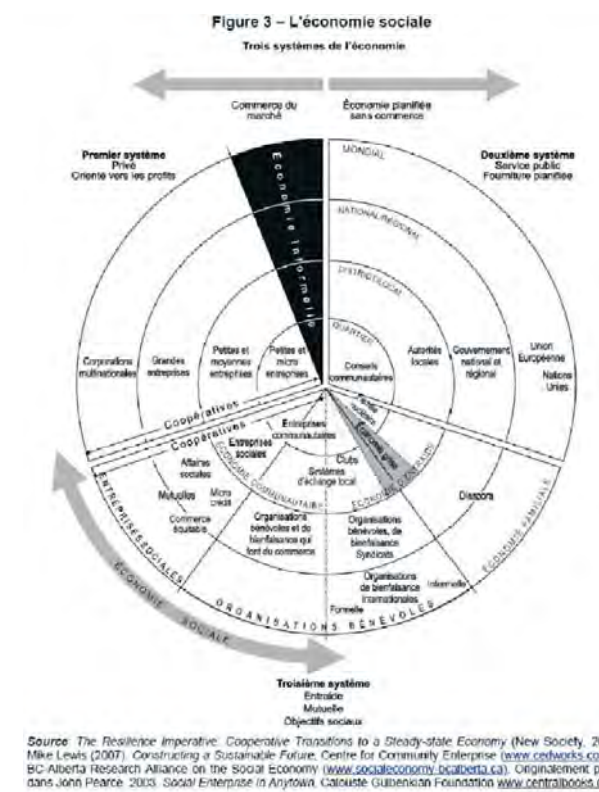 Figure 3 – L'économie sociale
Trois systèmes de l'économie
Commerce du
marché
Économie planifiée
sans commerce
Premier système
Privé
Orienté vers les profits
Deuxième système
Service public
Fourniture planifiée
Économie Informelle
MONDIAL
NATIONAL/RÉGIONAL
DISTRICT/LOCAL
QUARTIER
Corporations
multinationales
Grandes
entreprises
Petites et
moyennes
entreprises
Petites et
micro
entreprises
Conseils
communautaires
Autorités
locales
Gouvernement
national et
régional
Union
Européenne
Nations
Unies
Coopératives
Coopératives
Entreprises
communautaires
Entreprises
sociales
Affaires
sociales
Mutuelles
Micro
crédit
Commerce
équitable
ÉCONOMIE COMMUNAUTAIRE
Clubs
Systèmes
d'échange local
Économie grise
ÉCONOMIE D'ENTRAIDE
Diaspora
Organisations
bénévoles et de
bienfaisance qui
font du commerce
Organisations
bénévoles, de
bienfaisance
Syndicats
Organisations
de bienfaisance
internationales
Informelle
Formelle
ENTREPRISES SOCIALES
ORGANISATIONS BÉNÉVOLES
ÉCONOMIE FAMILIALE
ÉCONOMIE SOCIALE
Troisième système
Entraide
Mutuelle
Objectifs sociaux
Source: The Resilience Imperative: Cooperative Transitions to a Steady-state Economy (New Society,
Mike Lewis (2007). Constructing a Sustainable Future, Centre for Community Enterprise (www.cedworks.co
BC-Alberta Research Alliance on the Social Economy (www.socialeconomy-bcalberta.ca). Originalement p
dans John Pearce. 2003. Social Enterprise in Anytown, Calouste Gulbenkian Foundation www.centralbooks.c